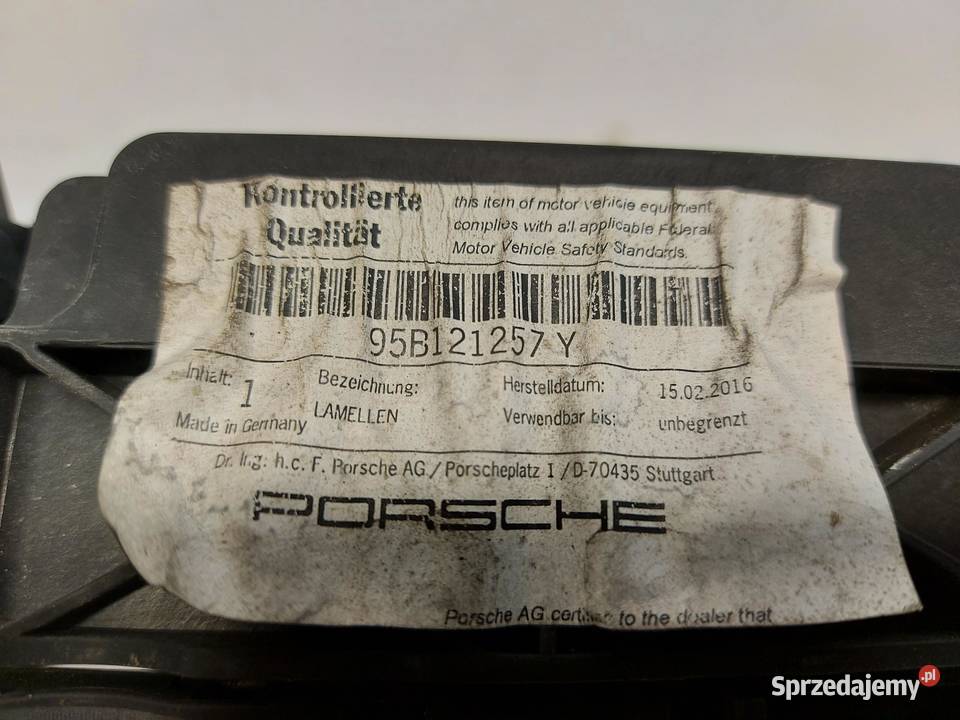 Kontrollierte
Qualität
this item of motor vehicle equipment
complies with all applicable Federal
Motor Vehicle Safety Standards.
95B121257 Y
Inhalt: 1
Bezeichnung:
LAMELLEN
Herstelldatum: 15.02.2016
Verwendbar bis: unbegrenzt
Made in Germany
Dr. Ing. h.c. F. Porsche AG / Porscheplatz 1 / D-70435 Stuttgart
PORSCHE
Porsche AG to the dealer that
Sprzedajemy.pl